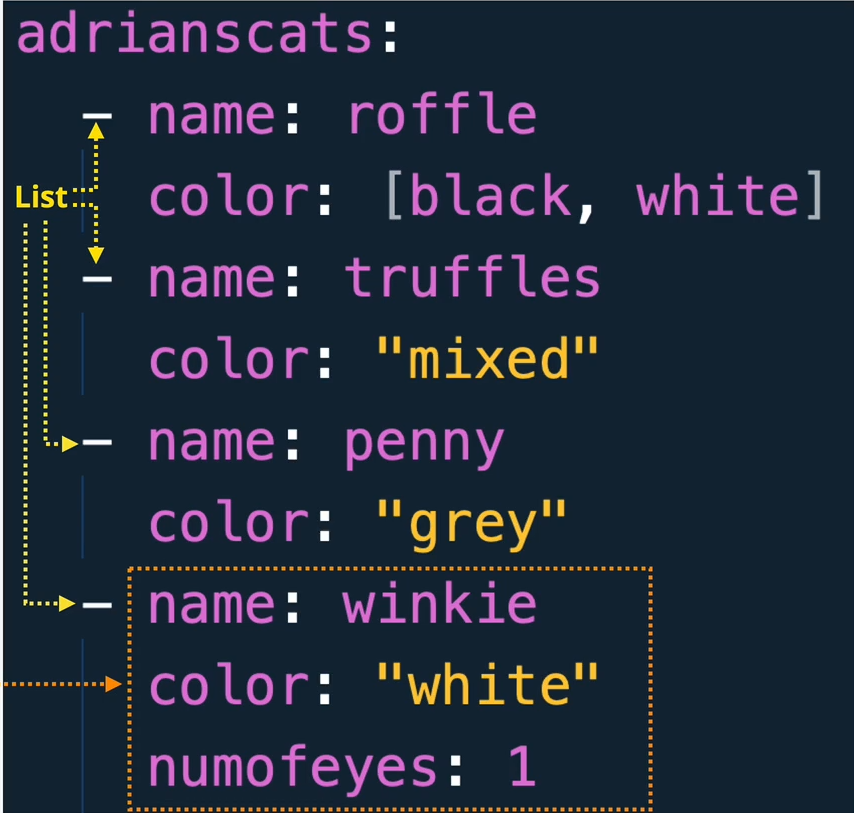 adrianscats:
- name: roffle
List
color: [black, white]
- name: truffles
color: "mixed"
- name: penny
color: "grey"
- name: winkie
color: "white"
numofeyes: 1